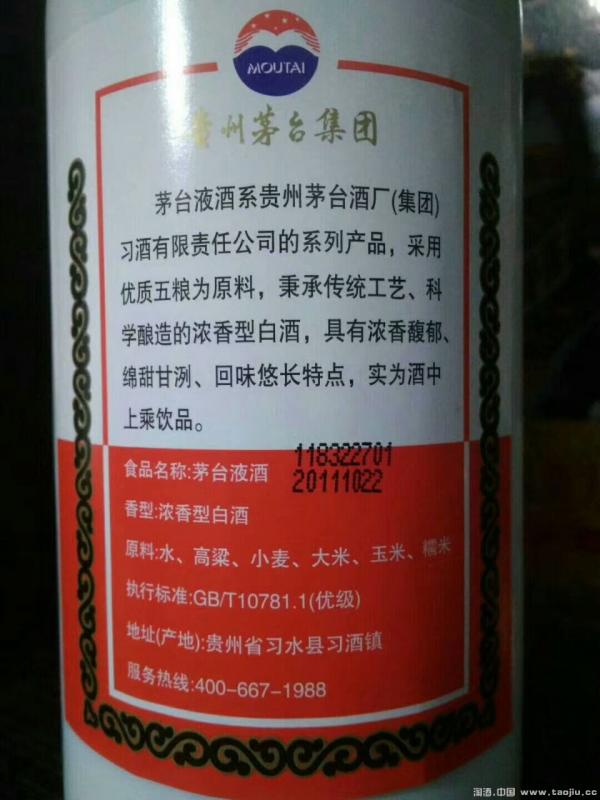 MOUTAI
贵州茅台集团
茅台液酒系贵州茅台酒厂(集团)
习酒有限责任公司的系列产品，采用
优质五粮为原料，秉承传统工艺、科
学酿造的浓香型白酒，具有浓香馥郁、
绵甜甘洌、回味悠长特点，实为酒中
上乘饮品。
118322701
20111022
食品名称:茅台液酒
香型:浓香型白酒
原料:水、高粱、小麦、大米、玉米、糯米
执行标准:GB/T10781.1(优级)
地址(产地):贵州省习水县习酒镇
服务热线:400-667-1988
淘酒.中国 www.taojiu.cc